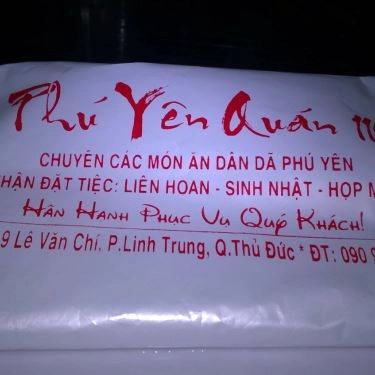 Phú Yên Quán
CHUYÊN CÁC MÓN ĂN DÂN DÃ PHÚ YÊN
ĐẶT TIỆC: LIÊN HOAN - SINH NHẬT - HỌP
Hân Hạnh Phục Vụ Quý Khách!
9 Lê Văn Chí, P.Linh Trung, Q.Thủ Đức * ĐT: 090 9